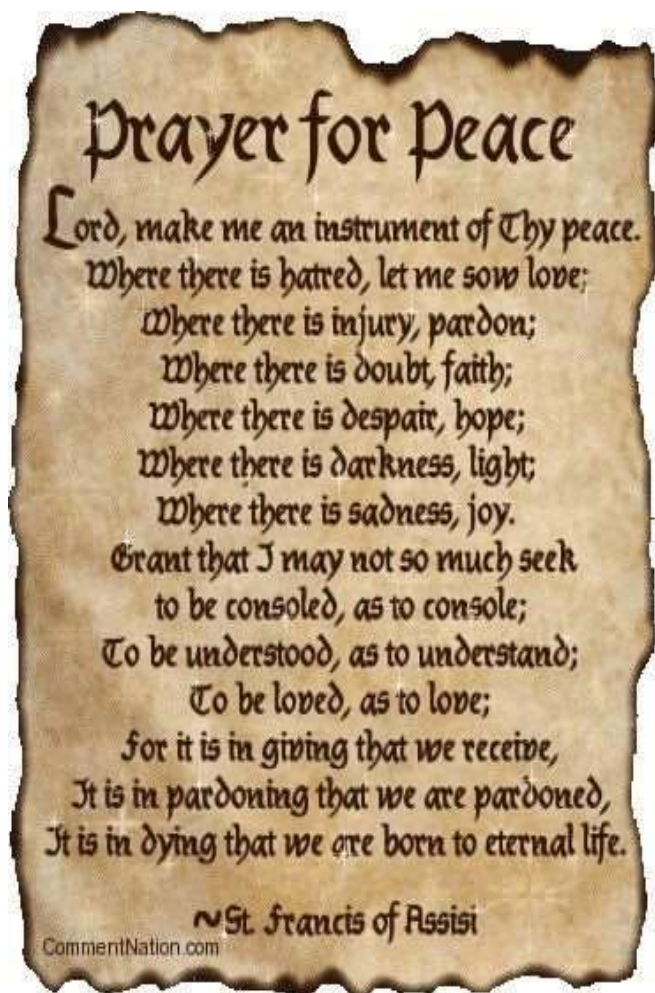 Prayer for Peace
Lord, make me an instrument of Thy peace.
Where there is hatred, let me sow love;
Where there is injury, pardon;
Where there is doubt, faith;
Where there is despair, hope;
Where there is darkness, light;
Where there is sadness, joy.
Grant that I may not so much seek
to be consoled, as to console;
To be understood, as to understand;
To be loved, as to love;
For it is in giving that we receive,
It is in pardoning that we are pardoned,
It is in dying that we are born to eternal life.
~St. Francis of Assisi
CommentNation.com